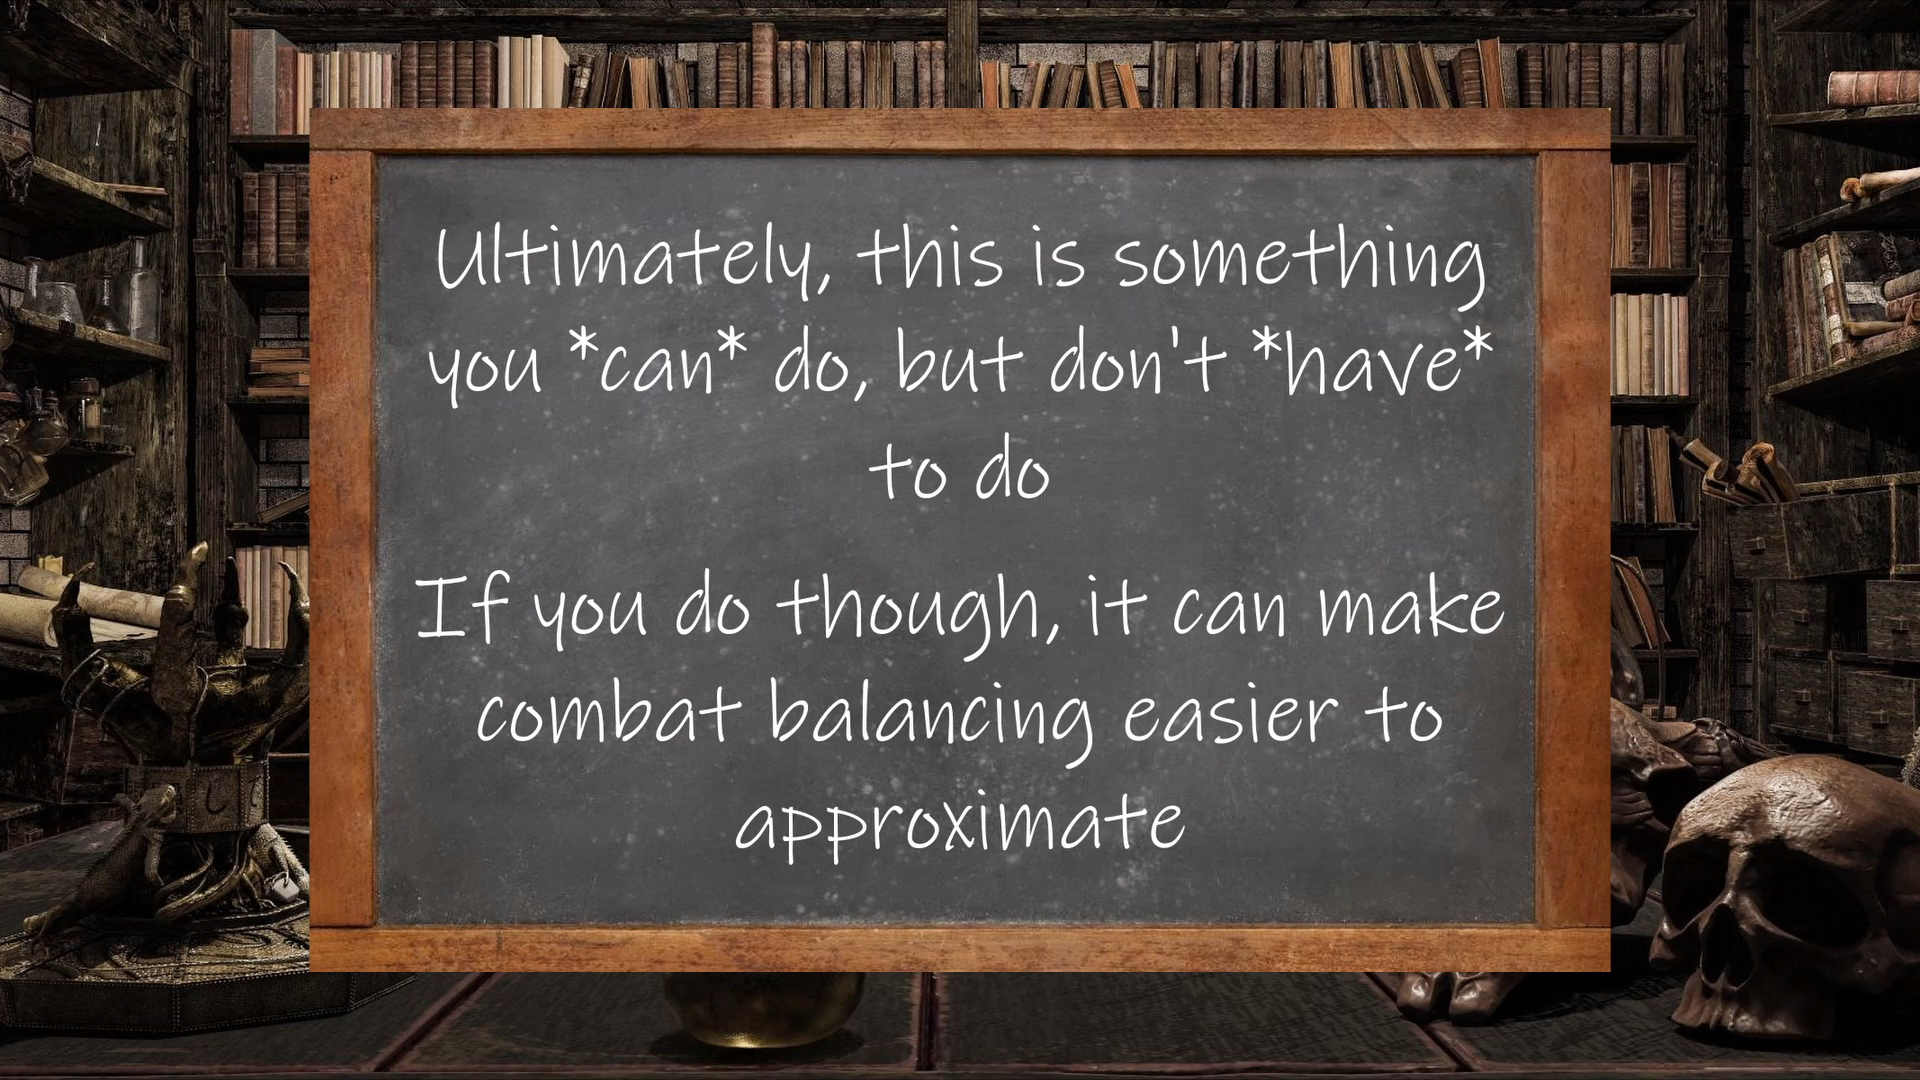 Ultimately, this is something
you *can* do, but don't *have*
to do
If you do though, it can make
combat balancing easier to
approximate